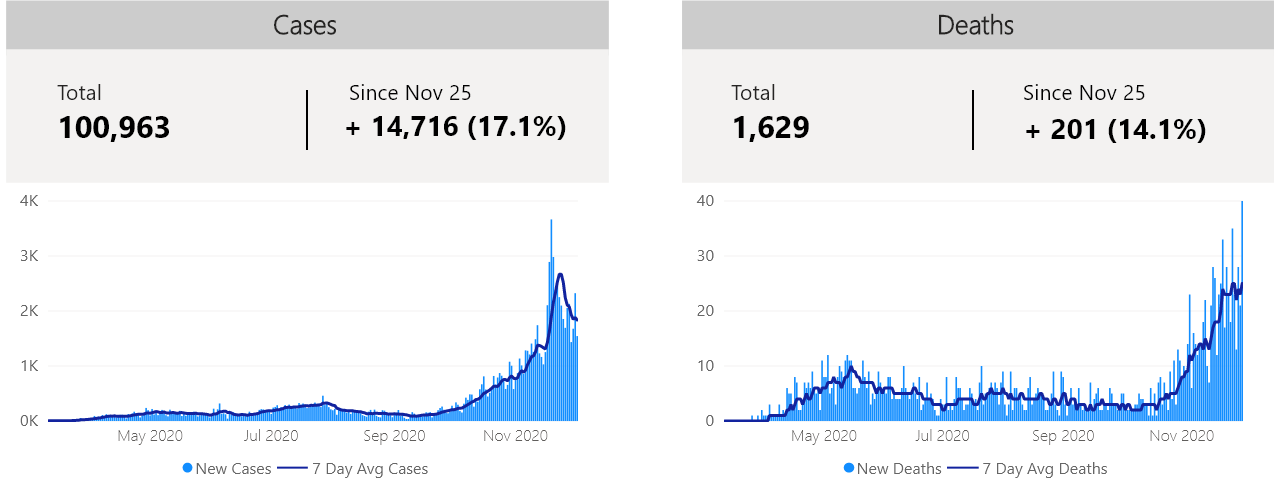 Cases
Total
100,963
Since Nov 25
+ 14,716 (17.1%)
4K
3K
2K
1K
0K
May 2020
Jul 2020
Sep 2020
Nov 2020
New Cases
7 Day Avg Cases
Deaths
Total
1,629
Since Nov 25
+ 201 (14.1%)
40
30
20
10
0
May 2020
Jul 2020
Sep 2020
Nov 2020
New Deaths
7 Day Avg Deaths